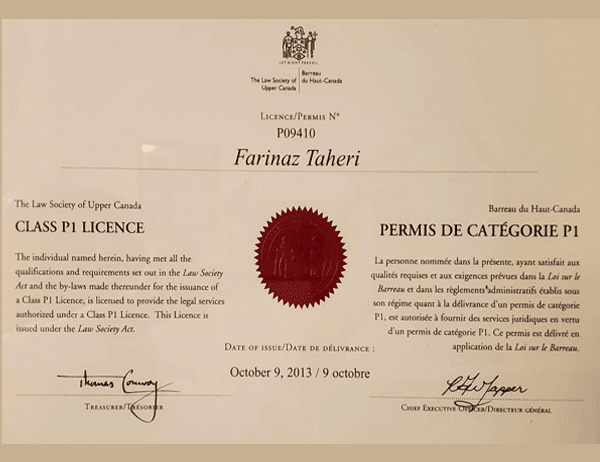 LET RIGHT PREVAIL
The Law Society of
Upper Canada
Barreau
du Haut-Canada
LICENCE/PERMIS Nº
P09410
Farinaz Taheri
The Law Society of Upper Canada
CLASS P1 LICENCE
The individual named herein, having met all the
qualifications and requirements set out in the Law Society
Act and the by-laws made thereunder for the issuance of
a Class P1 Licence, is licensed to provide the legal services
authorized under a Class P1 Licence. This Licence is
issued under the Law Society Act.
Barreau du Haut-Canada
PERMIS DE CATÉGORIE P1
La personne nommée dans la présente, ayant satisfait aux
qualités requises et aux exigences prévues dans la Loi sur le
Barreau et dans les règlements administratifs établis sous
son régime quant à la délivrance d'un permis de catégorie
P1, est autorisée à fournir des services juridiques en vertu
d'un permis de catégorie P1. Ce permis est délivré en
application de la Loi sur le Barreau.
DATE OF ISSUE/DATE DE DÉLIVRANCE :
October 9, 2013 / 9 octobre
Thomas Conway
TREASURER/TRÉSORIER
CHIEF EXECUTIVE OFFICER/DIRECTEUR GÉNÉRAL